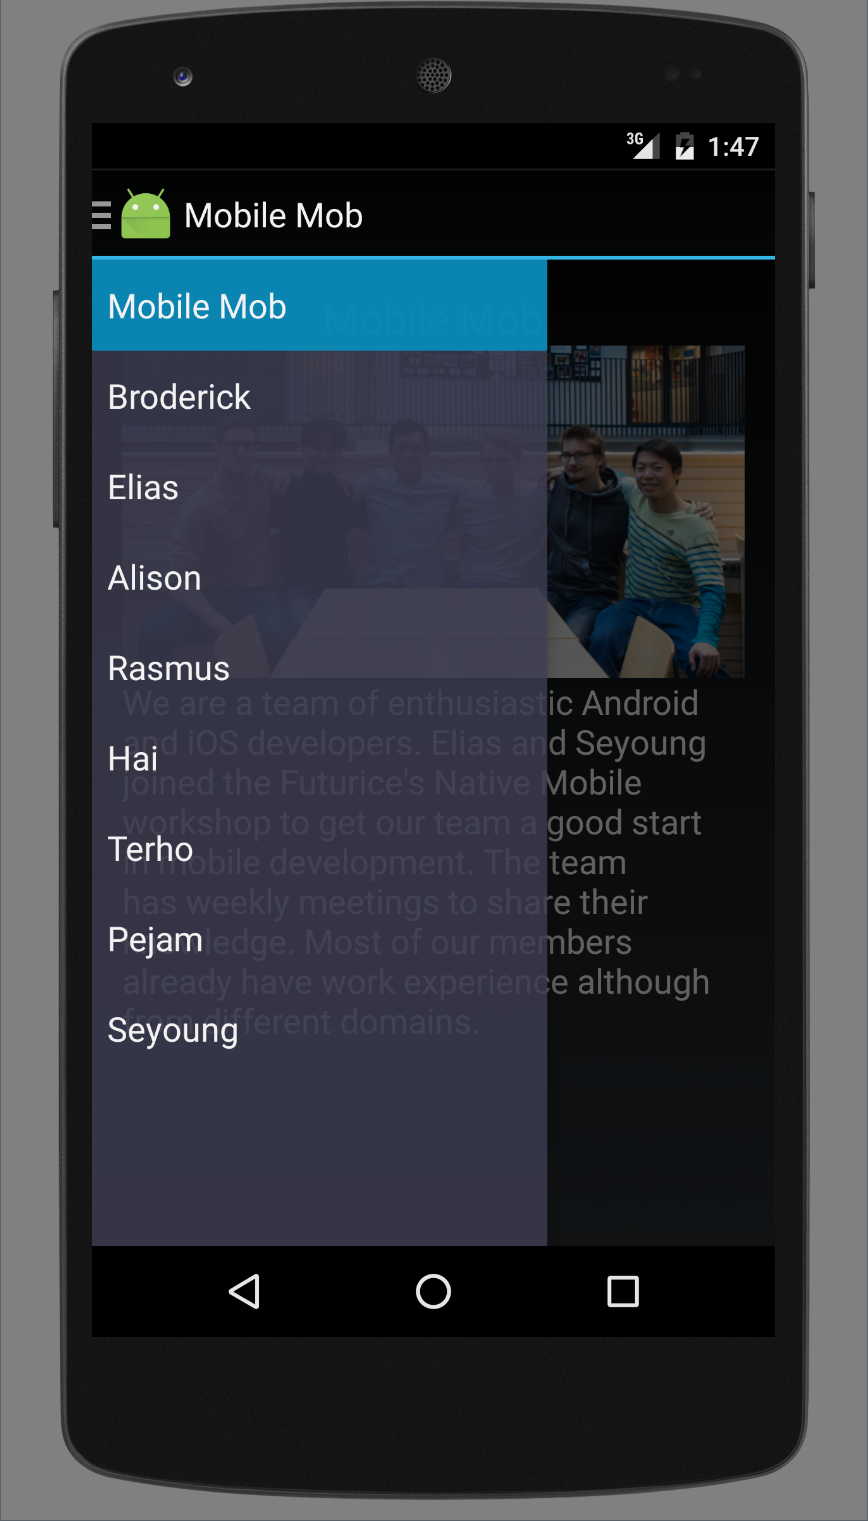 3G 1:47
Mobile Mob
Mobile Mob
Mobile Mob
Broderick
Elias
Alison
Rasmus
Hai
Terho
Pejam
Seyoung
We are a team of enthusiastic Android
and iOS developers. Elias and Seyoung
joined the Futurice's Native Mobile
workshop to get our team a good start
in mobile development. The team
has weekly meetings to share their
knowledge. Most of our members
already have work experience although
from different domains.